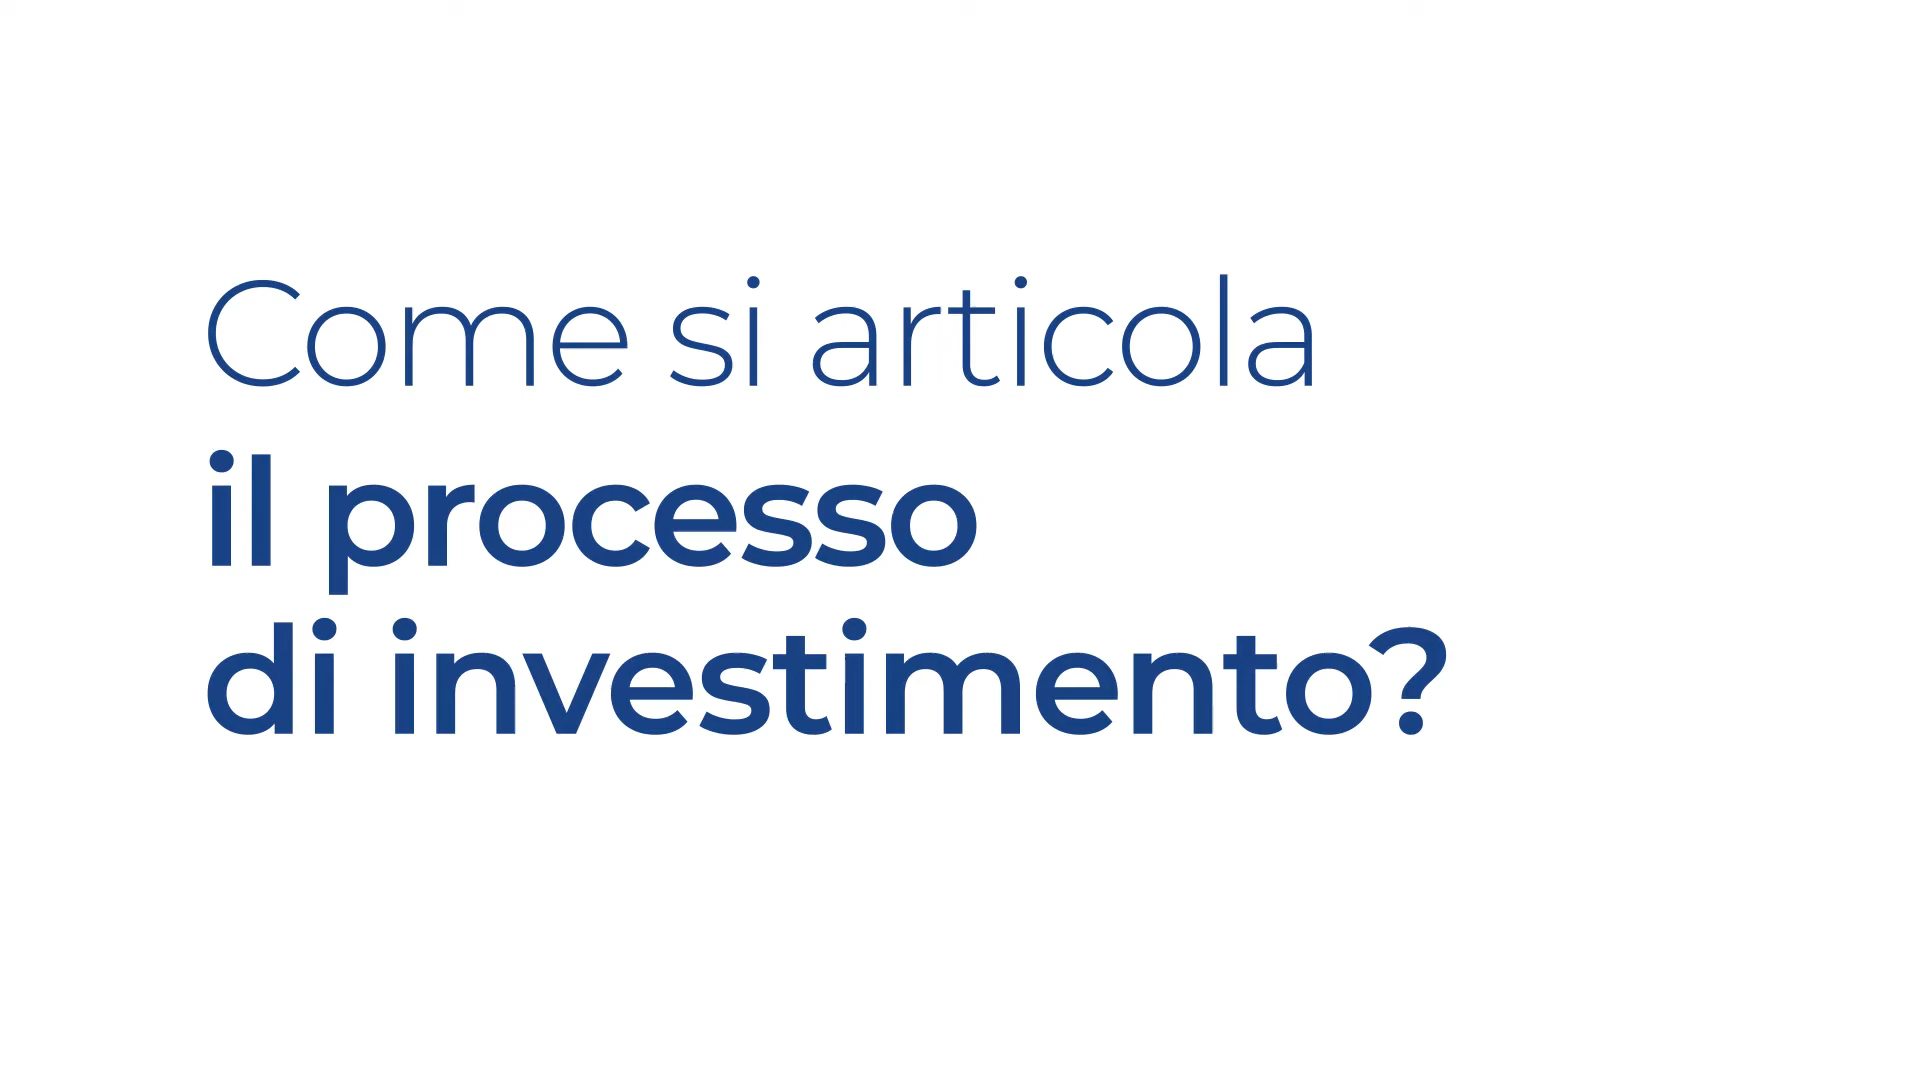 Come si articola
il processo
di investimento?